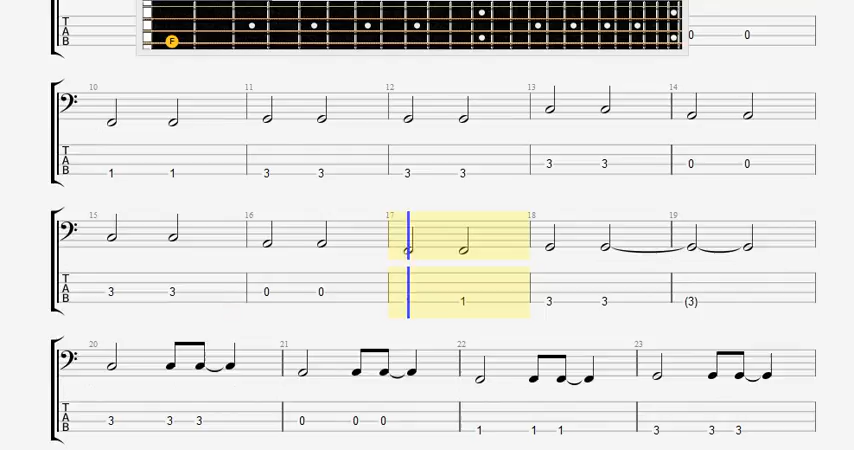 T
A
B 0 0
F
10 11 12 13 14
T
A 3 3 0 0
B 1 1 3 3 3 3
15 16 17 18 19
T
A 3 3 0 0
B 1 3 3 (3)
20 21 22 23
T
A 3 3 3 0 0 0
B 1 1 1 3 3 3